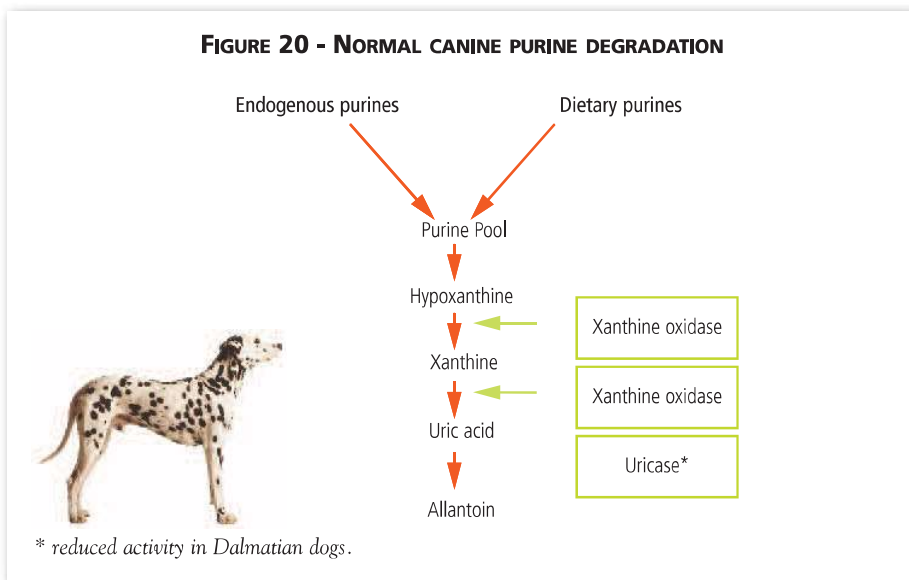 FIGURE 20 - NORMAL CANINE PURINE DEGRADATION
Endogenous purines
Dietary purines
Purine Pool
Hypoxanthine
Xanthine oxidase
Xanthine
Xanthine oxidase
Uric acid
Uricase*
Allantoin
* reduced activity in Dalmatian dogs.